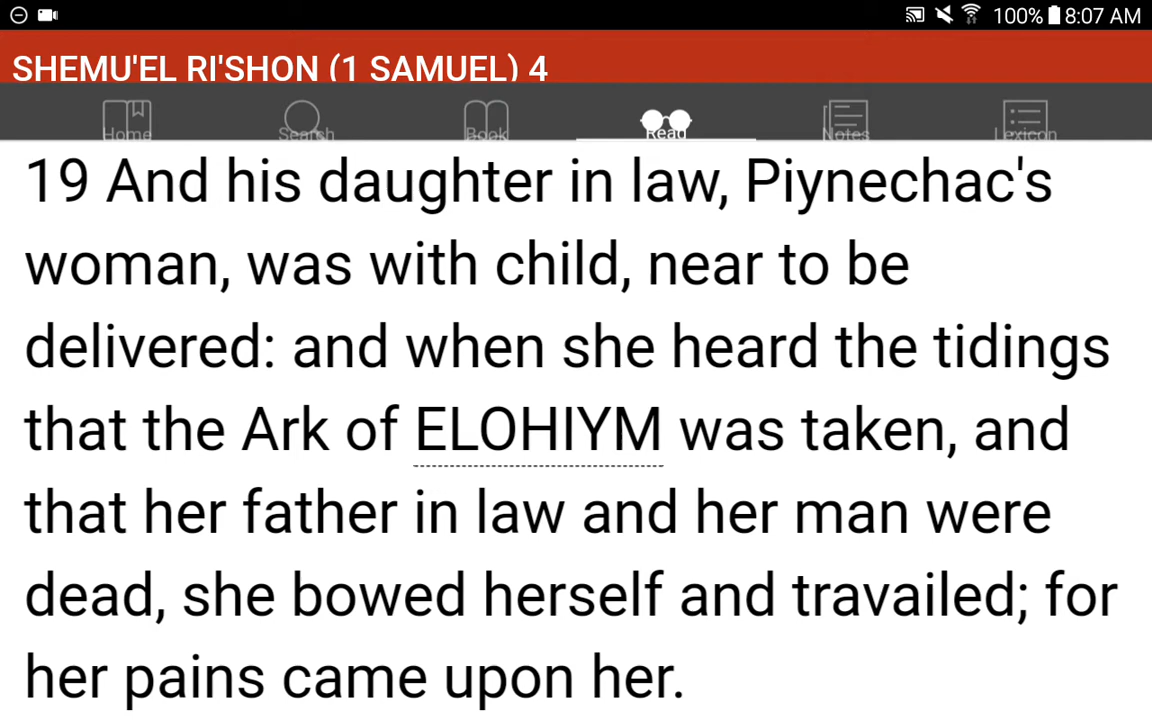 100% 8:07 AM
SHEMU'EL RI'SHON (1 SAMUEL) 4
Home Search Book Read Notes Lexicon
19 And his daughter in law, Piynechac's
woman, was with child, near to be
delivered: and when she heard the tidings
that the Ark of ELOHIYM was taken, and
that her father in law and her man were
dead, she bowed herself and travailed; for
her pains came upon her.